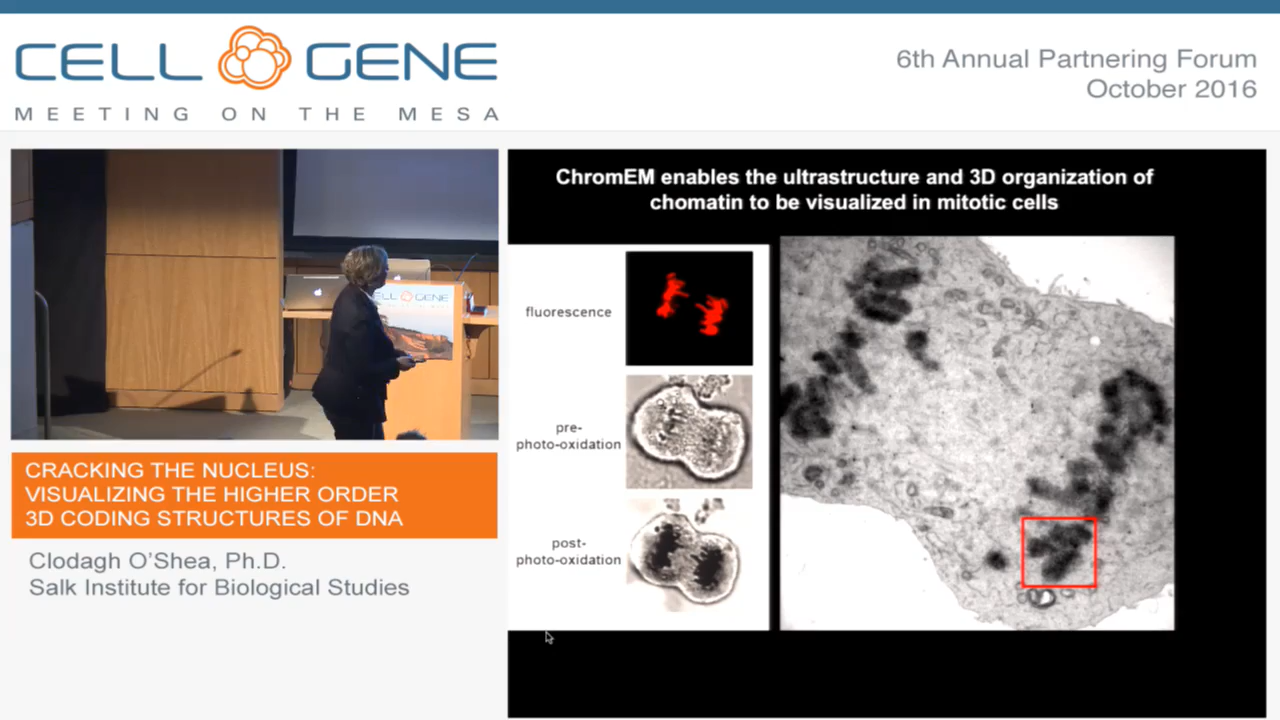 CELL GENE
MEETING ON THE MESA
6th Annual Partnering Forum
October 2016
CELL GENE
CRACKING THE NUCLEUS:
VISUALIZING THE HIGHER ORDER
3D CODING STRUCTURES OF DNA
Clodagh O'Shea, Ph.D.
Salk Institute for Biological Studies
ChromEM enables the ultrastructure and 3D organization of
chomatin to be visualized in mitotic cells
fluorescence
pre-
photo-oxidation
post-
photo-oxidation